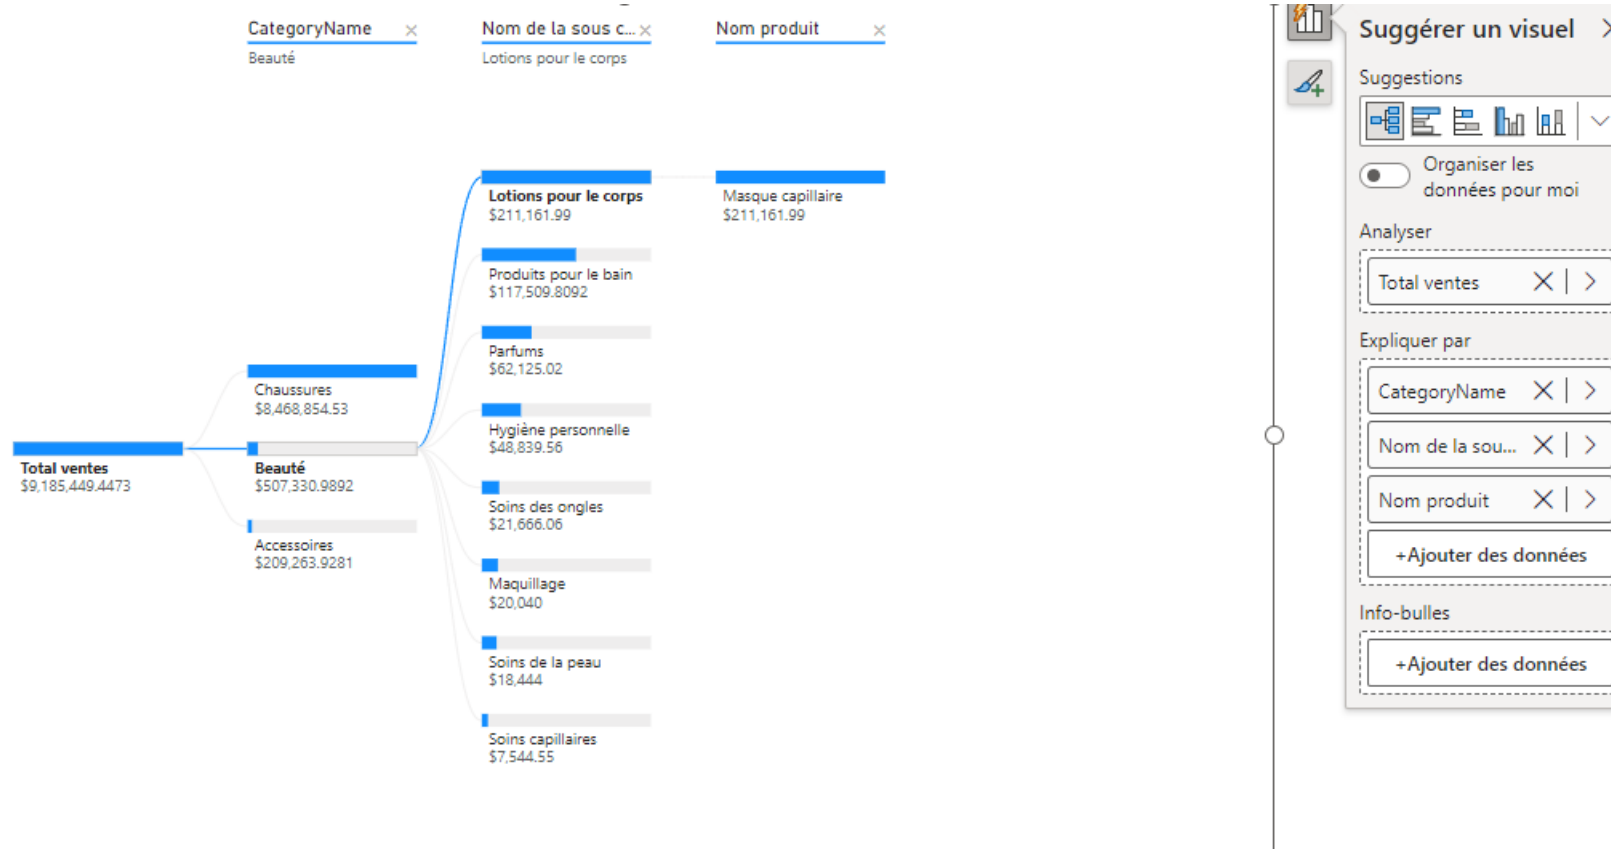 CategoryName
Beauté
Nom de la sous c...
Lotions pour le corps
Nom produit
Total ventes
$9,185,449.4473
Chaussures
$8,468,854.53
Beauté
$507,330.9892
Accessoires
$209,263.9281
Lotions pour le corps
$211,161.99
Produits pour le bain
$117,509.8092
Parfums
$62,125.02
Hygiène personnelle
$48,839.56
Soins des ongles
$21,666.06
Maquillage
$20,040
Soins de la peau
$18,444
Soins capillaires
$7,544.55
Masque capillaire
$211,161.99
Suggérer un visuel
Suggestions
Organiser les
données pour moi
Analyser
Total ventes
Expliquer par
CategoryName
Nom de la sou...
Nom produit
+Ajouter des données
Info-bulles
+Ajouter des données